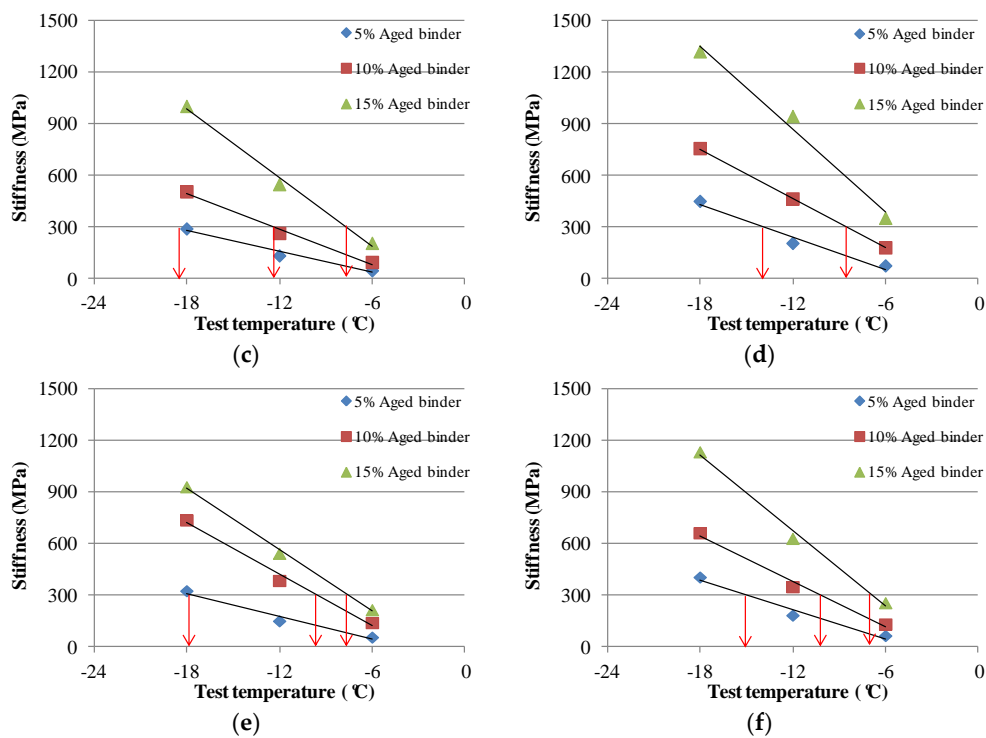 1500
1200
900
600
300
0
-24
-18
-12
-6
0
Stiffness (MPa)
Test temperature (℃)
5% Aged binder
10% Aged binder
15% Aged binder
(c)
1500
1200
900
600
300
0
-24
-18
-12
-6
0
Stiffness (MPa)
Test temperature (℃)
5% Aged binder
10% Aged binder
15% Aged binder
(d)
1500
1200
900
600
300
0
-24
-18
-12
-6
0
Stiffness (MPa)
Test temperature (℃)
5% Aged binder
10% Aged binder
15% Aged binder
(e)
1500
1200
900
600
300
0
-24
-18
-12
-6
0
Stiffness (MPa)
Test temperature (℃)
5% Aged binder
10% Aged binder
15% Aged binder
(f)